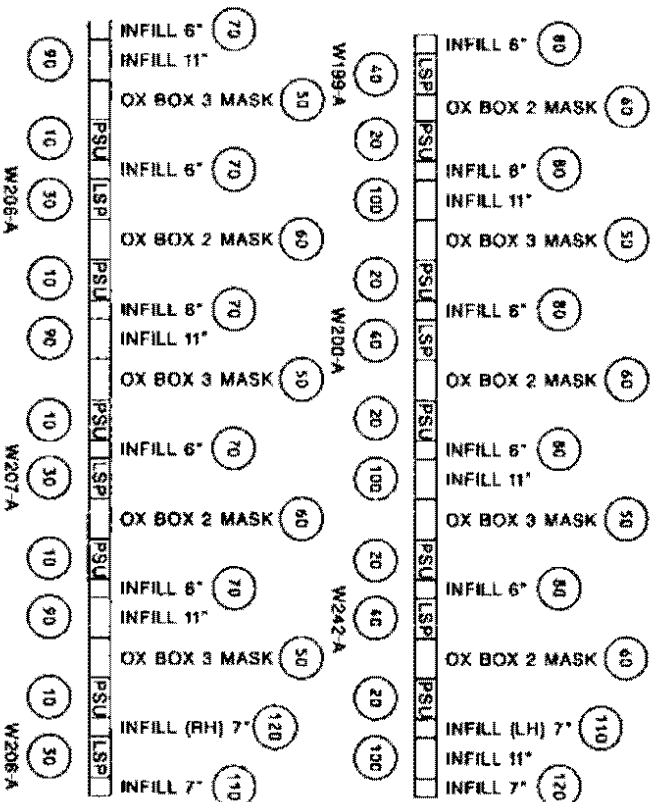 INFILL 6" 70
90 INFILL 11"
OX BOX 3 MASK 50
10 PSU
INFILL 6" 70
30 LSP
W206-A
OX BOX 2 MASK 60
10 PSU
INFILL 6" 70
90 INFILL 11"
OX BOX 3 MASK 50
10 PSU
INFILL 6" 70
30 LSP
W207-A
OX BOX 2 MASK 60
10 PSU
INFILL 6" 70
90 INFILL 11"
OX BOX 3 MASK 50
10 PSU
INFILL (RH) 7" 120
LSP
W208-A
INFILL 7" 110
INFILL 6" 80
W199-A
40 LSP
OX BOX 2 MASK 60
20 PSU
INFILL 6" 80
100 INFILL 11"
OX BOX 3 MASK 50
20 PSU
INFILL 6" 80
W200-A
LSP
OX BOX 2 MASK 60
20 PSU
INFILL 6" 80
100 INFILL 11"
OX BOX 3 MASK 50
20 PSU
INFILL 6" 80
W242-A
40 LSP
OX BOX 2 MASK 60
20 PSU
INFILL (LH) 7" 110
100 INFILL 11"
INFILL 7" 120